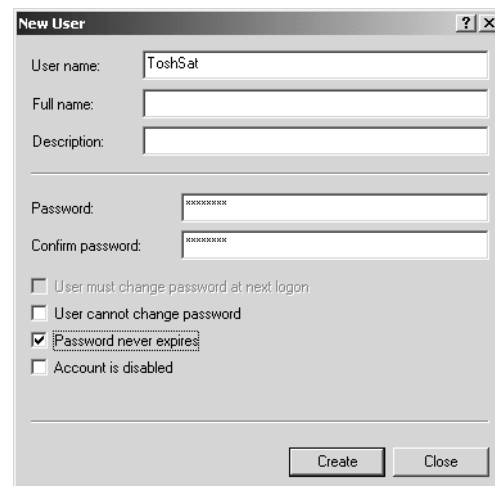 New User
User name: ToshSat
Full name:
Description:
Password: ********
Confirm password: ********
User must change password at next logon
User cannot change password
Password never expires
Account is disabled
Create Close